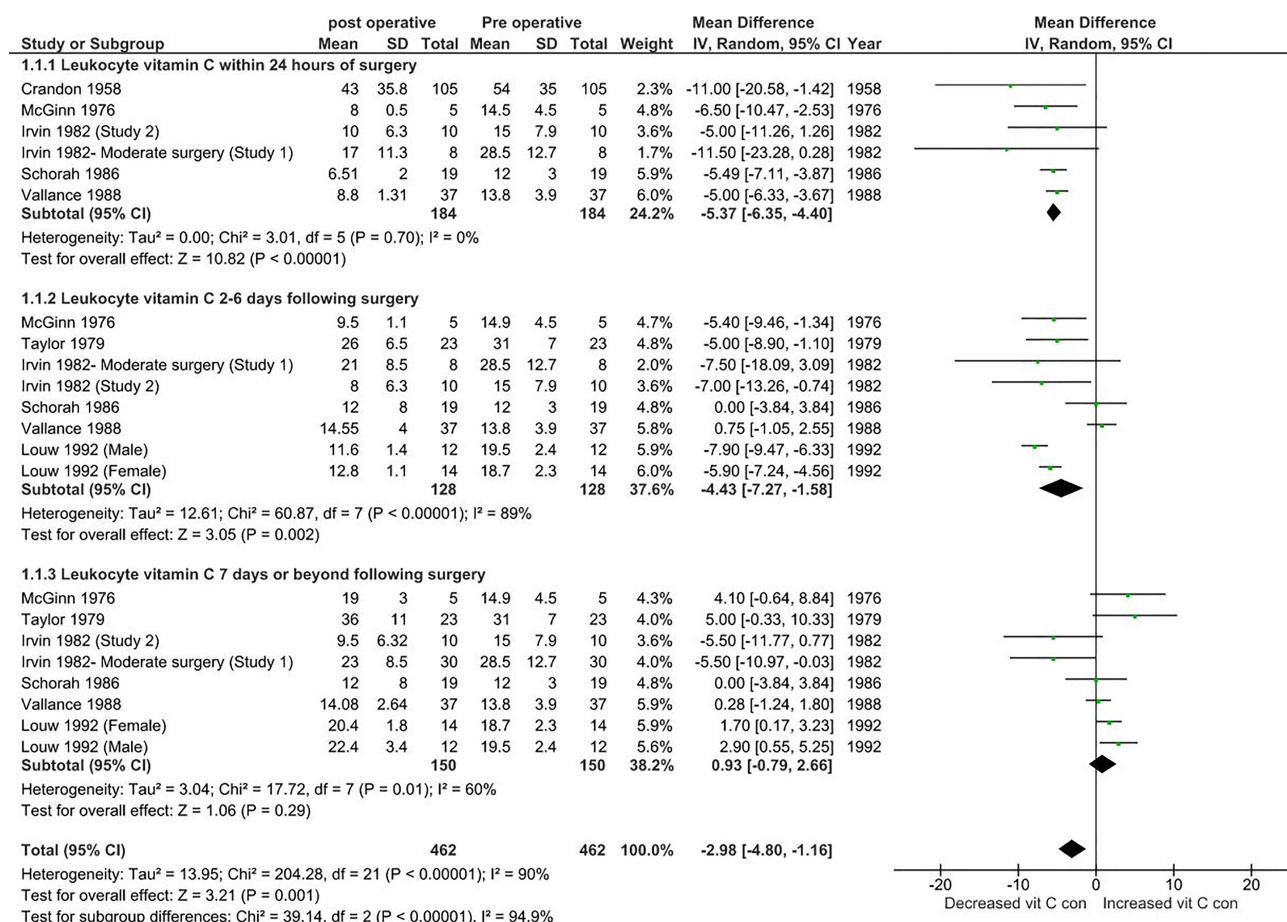 post operative Pre operative Mean Difference Mean Difference
Study or Subgroup Mean SD Total Mean SD Total Weight IV, Random, 95% CI Year IV, Random, 95% CI
1.1.1 Leukocyte vitamin C within 24 hours of surgery
Crandon 1958 43 35.8 105 54 35 105 2.3% -11.00 [-20.58, -1.42] 1958
McGinn 1976 8 0.5 5 14.5 4.5 5 4.8% -6.50 [-10.47, -2.53] 1976
Irvin 1982 (Study 2) 10 6.3 10 15 7.9 10 3.6% -5.00 [-11.26, 1.26] 1982
Irvin 1982- Moderate surgery (Study 1) 17 11.3 8 28.5 12.7 8 1.7% -11.50 [-23.28, 0.28] 1982
Schorah 1986 6.51 2 19 12 3 19 5.9% -5.49 [-7.11, -3.87] 1986
Vallance 1988 8.8 1.31 37 13.8 3.9 37 6.0% -5.00 [-6.33, -3.67] 1988
Subtotal (95% CI) 184 184 24.2% -5.37 [-6.35, -4.40]
Heterogeneity: Tau² = 0.00; Chi² = 3.01, df = 5 (P = 0.70); I² = 0%
Test for overall effect: Z = 10.82 (P < 0.00001)
1.1.2 Leukocyte vitamin C 2-6 days following surgery
McGinn 1976 9.5 1.1 5 14.9 4.5 5 4.7% -5.40 [-9.46, -1.34] 1976
Taylor 1979 26 6.5 23 31 7 23 4.8% -5.00 [-8.90, -1.10] 1979
Irvin 1982- Moderate surgery (Study 1) 21 8.5 8 28.5 12.7 8 2.0% -7.50 [-18.09, 3.09] 1982
Irvin 1982 (Study 2) 8 6.3 10 15 7.9 10 3.6% -7.00 [-13.26, -0.74] 1982
Schorah 1986 12 8 19 12 3 19 4.8% 0.00 [-3.84, 3.84] 1986
Vallance 1988 14.55 4 37 13.8 3.9 37 5.8% 0.75 [-1.05, 2.55] 1988
Louw 1992 (Male) 11.6 1.4 12 19.5 2.4 12 5.9% -7.90 [-9.47, -6.33] 1992
Louw 1992 (Female) 12.8 1.1 14 18.7 2.3 14 6.0% -5.90 [-7.24, -4.56] 1992
Subtotal (95% CI) 128 128 37.6% -4.43 [-7.27, -1.58]
Heterogeneity: Tau² = 12.61; Chi² = 60.87, df = 7 (P < 0.00001); I² = 89%
Test for overall effect: Z = 3.05 (P = 0.002)
1.1.3 Leukocyte vitamin C 7 days or beyond following surgery
McGinn 1976 19 3 5 14.9 4.5 5 4.3% 4.10 [-0.64, 8.84] 1976
Taylor 1979 36 11 23 31 7 23 4.0% 5.00 [-0.33, 10.33] 1979
Irvin 1982 (Study 2) 9.5 6.32 10 15 7.9 10 3.6% -5.50 [-11.77, 0.77] 1982
Irvin 1982- Moderate surgery (Study 1) 23 8.5 30 28.5 12.7 30 4.0% -5.50 [-10.97, -0.03] 1982
Schorah 1986 12 8 19 12 3 19 4.8% 0.00 [-3.84, 3.84] 1986
Vallance 1988 14.08 2.64 37 13.8 3.9 37 5.9% 0.28 [-1.24, 1.80] 1988
Louw 1992 (Female) 20.4 1.8 14 18.7 2.3 14 5.9% 1.70 [0.17, 3.23] 1992
Louw 1992 (Male) 22.4 3.4 12 19.5 2.4 12 5.6% 2.90 [0.55, 5.25] 1992
Subtotal (95% CI) 150 150 38.2% 0.93 [-0.79, 2.66]
Heterogeneity: Tau² = 3.04; Chi² = 17.72, df = 7 (P = 0.01); I² = 60%
Test for overall effect: Z = 1.06 (P = 0.29)
Total (95% CI) 462 462 100.0% -2.98 [-4.80, -1.16]
Heterogeneity: Tau² = 13.95; Chi² = 204.28, df = 21 (P < 0.00001); I² = 90%
Test for overall effect: Z = 3.21 (P = 0.001)
Test for subgroup differences: Chi² = 39.14, df = 2 (P < 0.00001), I² = 94.9%
-20 -10 0 10 20
Decreased vit C con Increased vit C con